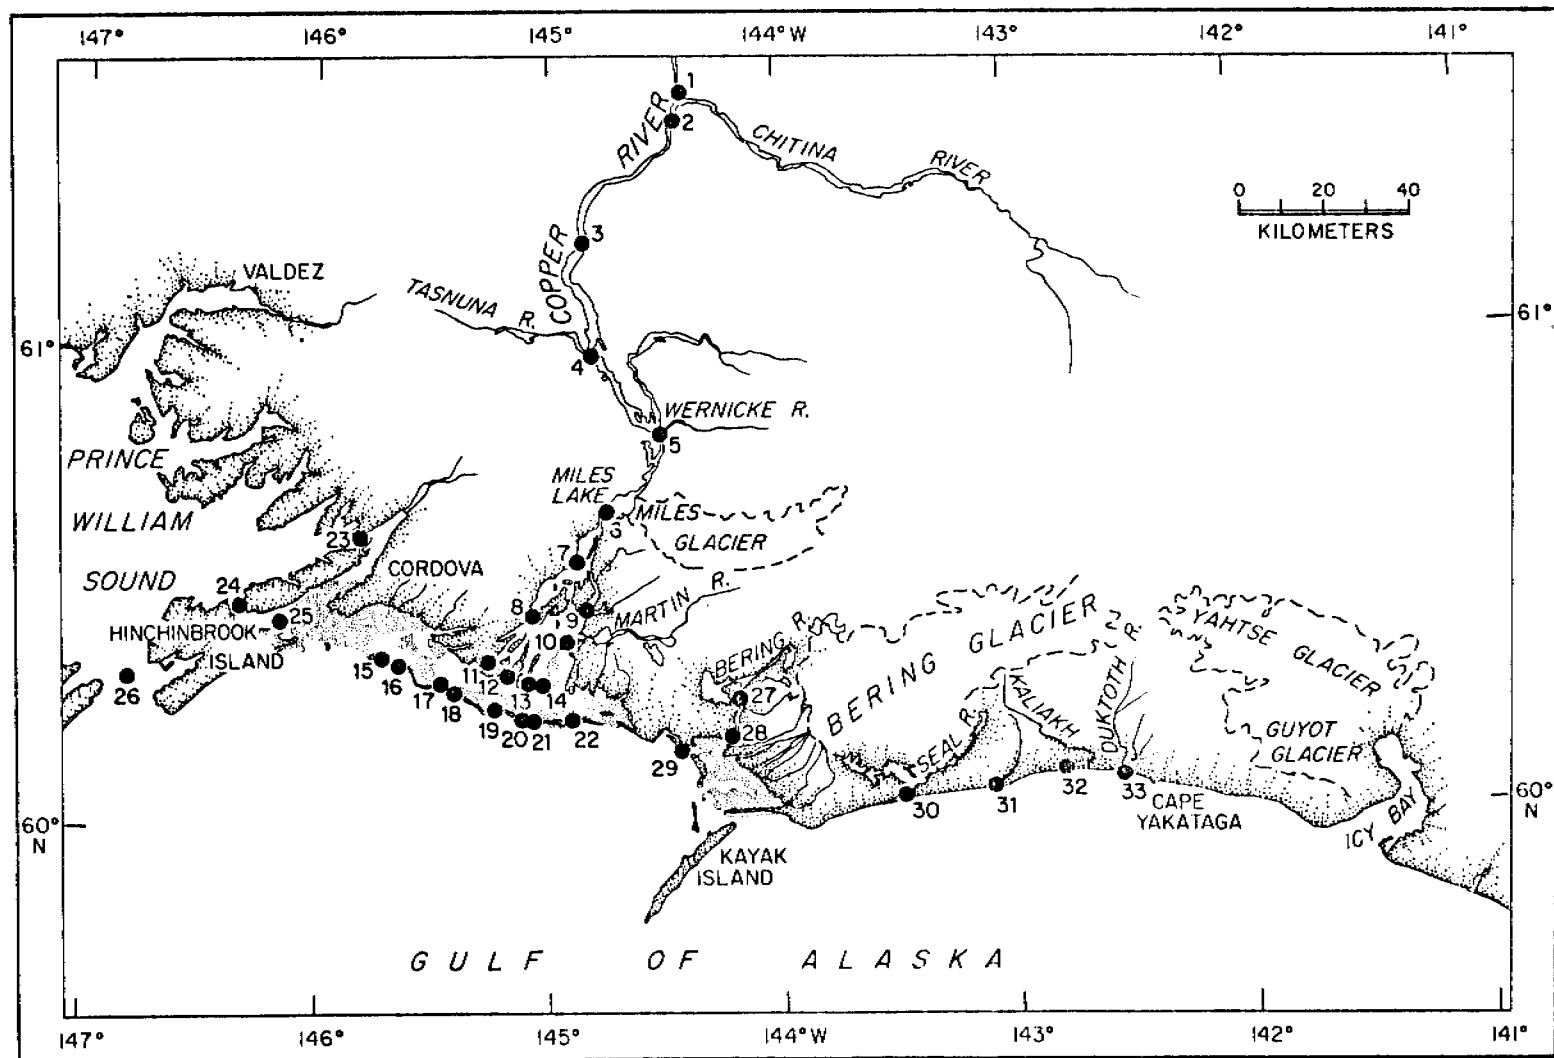 147° 146° 145° 144°W 143° 142° 141°
1
2
COPPER RIVER
CHITINA RIVER
0 20 40
KILOMETERS
3
VALDEZ
TASNUNA R.
61° 61°
4
WERNICKE R.
5
PRINCE
WILLIAM
SOUND
MILES
LAKE
6
MILES
GLACIER
23
7
CORDOVA
24
25
8
9
10
MARTIN R.
HINCHINBROOK
ISLAND
26
15
16
17
18
11
12
13
14
19
20
21
22
BERING R.
27
28
29
BERING GLACIER
SEAL R.
KALIAKH R.
DUKTOTH
YAHTSE GLACIER
GUYOT
GLACIER
30
31
32
33
CAPE
YAKATAGA
ICY BAY
60°
N
60°
N
KAYAK
ISLAND
GULF OF ALASKA
147° 146° 145° 144°W 143° 142° 141°